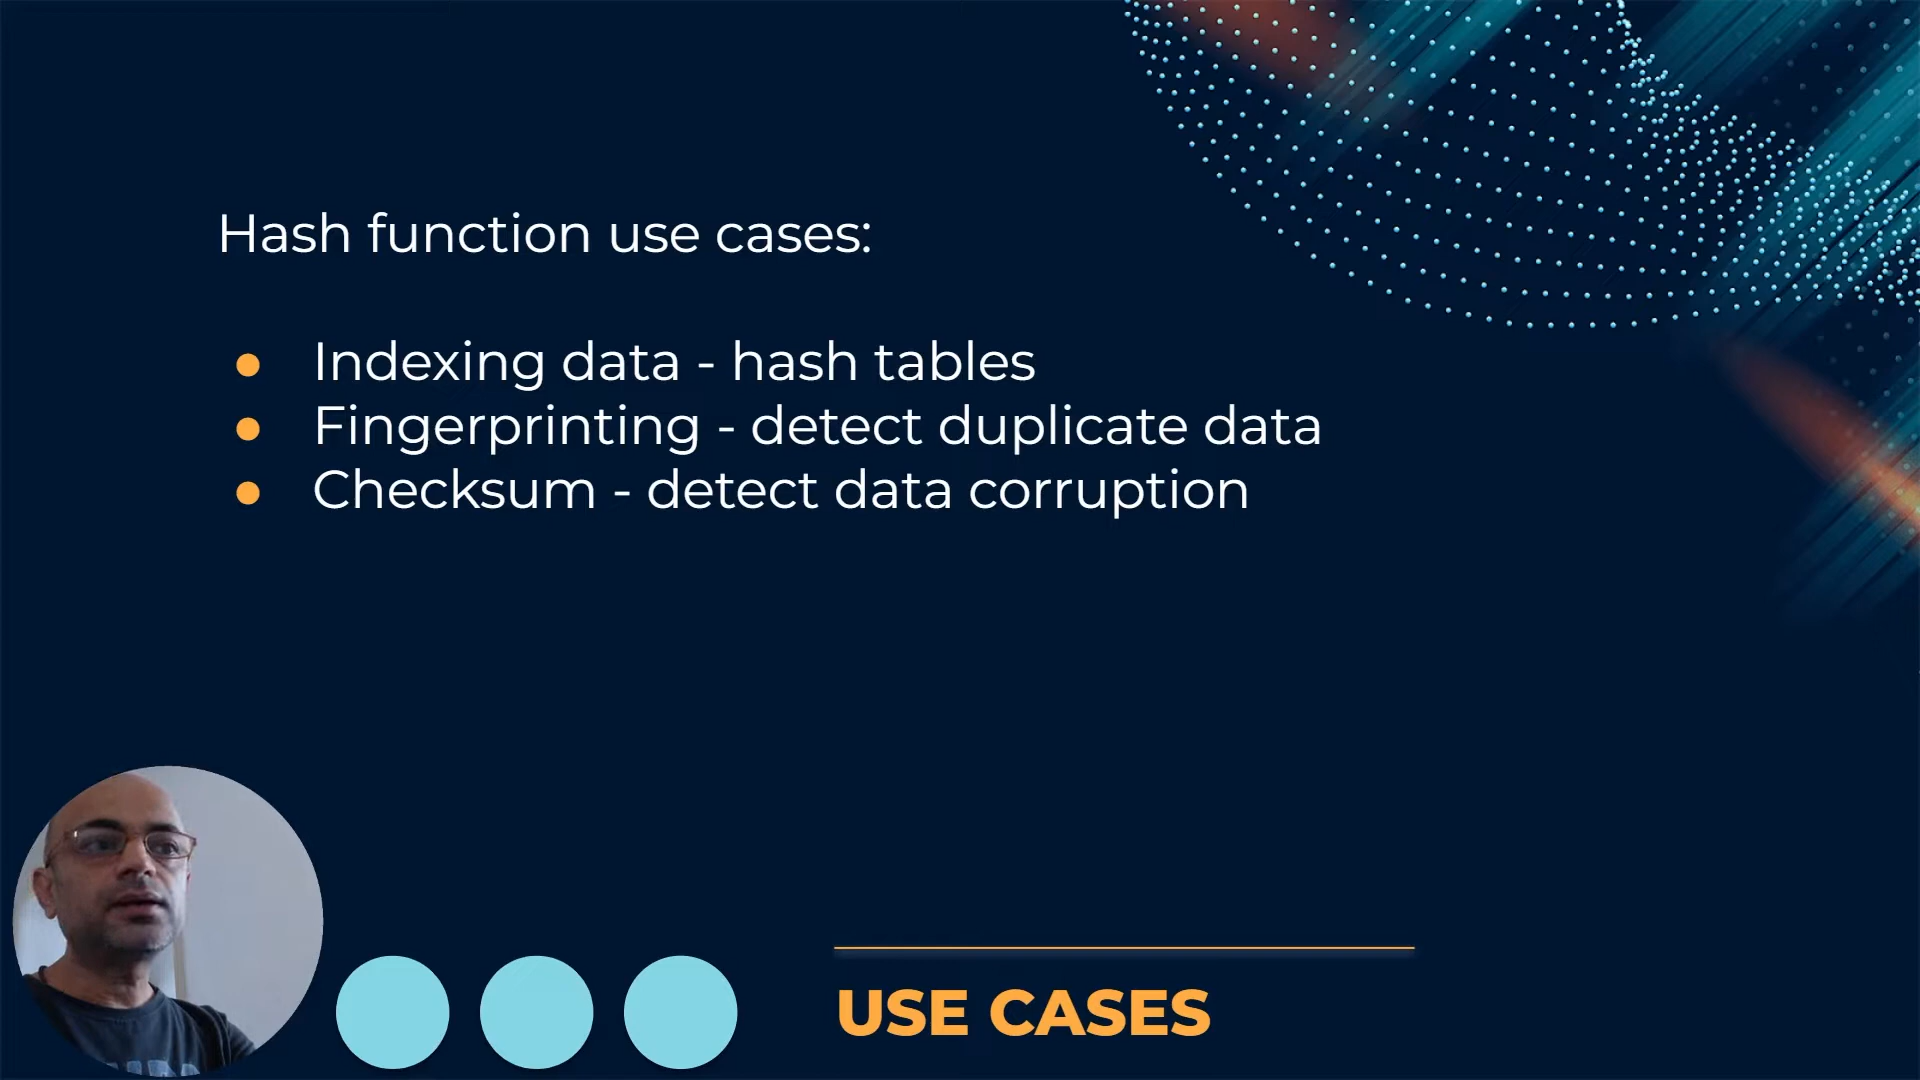 Hash function use cases:
● Indexing data - hash tables
● Fingerprinting - detect duplicate data
● Checksum - detect data corruption
USE CASES